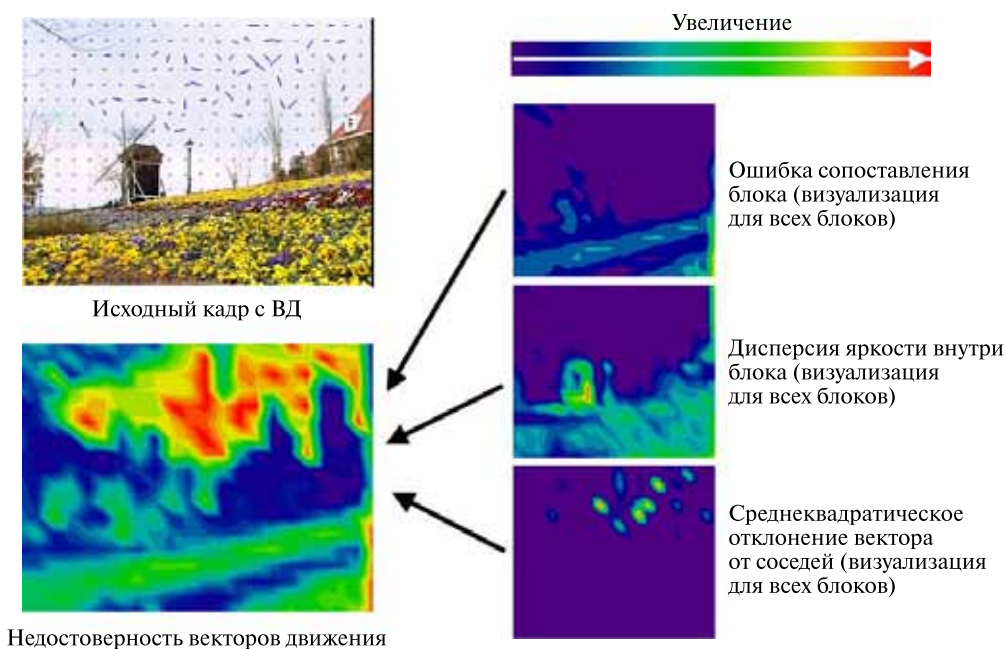 Увеличение
Ошибка сопоставления
блока (визуализация
для всех блоков)
Исходный кадр с ВД
Дисперсия яркости внутри
блока (визуализация
для всех блоков)
Среднеквадратическое
отклонение вектора
от соседей (визуализация
для всех блоков)
Недостоверность векторов движения